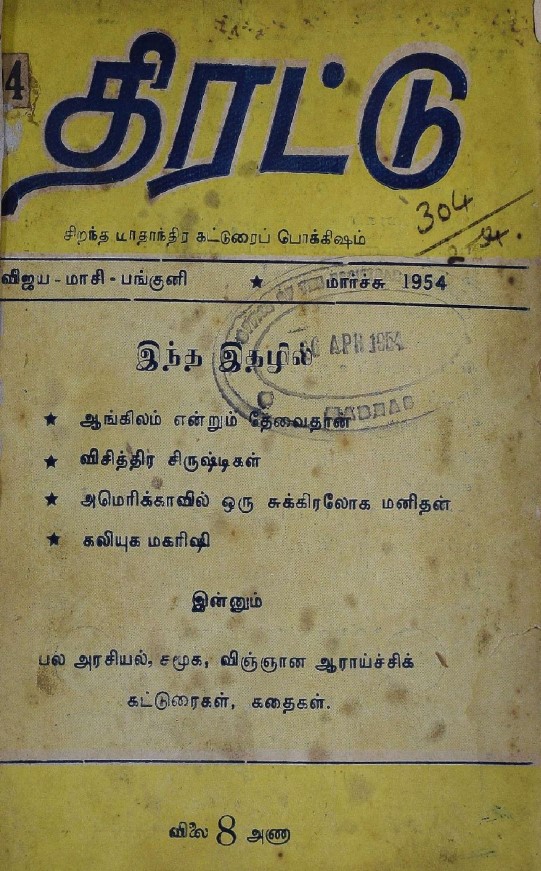 4
திரட்டு
304
சிறந்த மாதாந்திர கட்டுரைப் பொக்கிஷம்
விஜய - மாசி - பங்குனி ★ மார்ச்சு 1954
இந்த இதழில்
APR 1954
MADRAS
★ ஆங்கிலம் என்றும் தேவைதான்
★ விசித்திர சிருஷ்டிகள்
★ அமெரிக்காவில் ஒரு சுக்கிரலோக மனிதன்
★ கலியுக மகரிஷி
இன்னும்
பல அரசியல், சமூக, விஞ்ஞான ஆராய்ச்சிக்
கட்டுரைகள், கதைகள்.
விலை 8 அணா